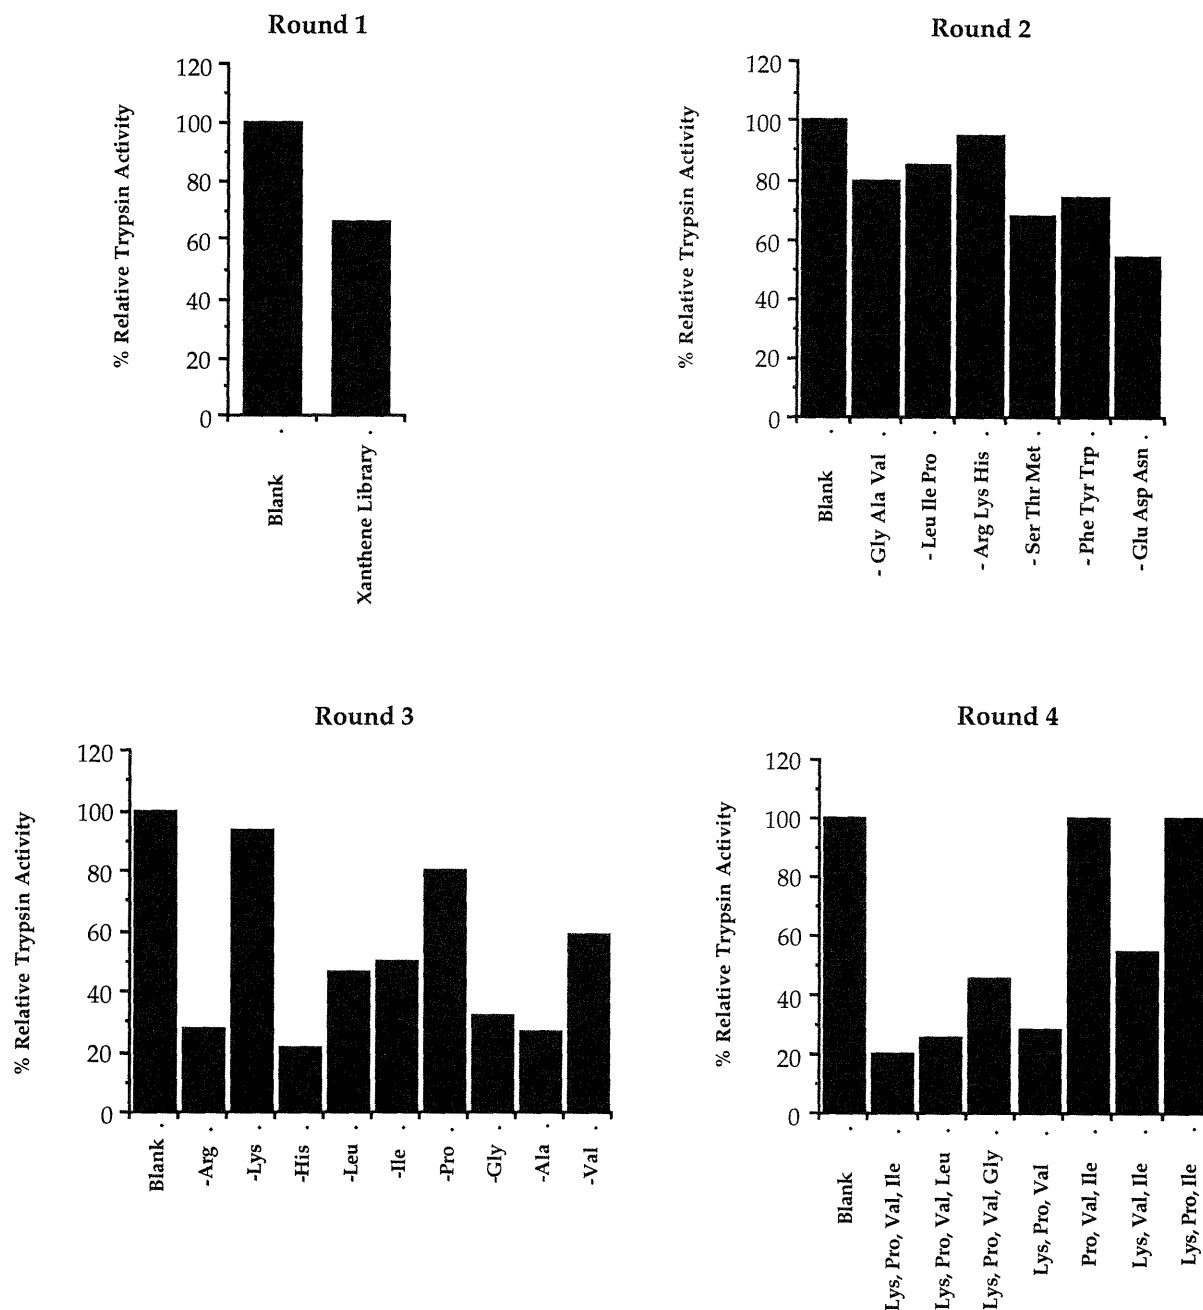 Round 1
% Relative Trypsin Activity
120
100
80
60
40
20
0
Blank .
Xanthene Library .
Round 2
% Relative Trypsin Activity
120
100
80
60
40
20
0
Blank .
- Gly Ala Val .
- Leu Ile Pro .
- Arg Lys His .
- Ser Thr Met .
- Phe Tyr Trp .
- Glu Asp Asn .
Round 3
% Relative Trypsin Activity
120
100
80
60
40
20
0
Blank .
-Arg .
-Lys .
-His .
-Leu .
-Ile .
-Pro .
-Gly .
-Ala .
-Val .
Round 4
% Relative Trypsin Activity
120
100
80
60
40
20
0
Blank .
Lys, Pro, Val, Ile .
Lys, Pro, Val, Leu .
Lys, Pro, Val, Gly .
Lys, Pro, Val .
Pro, Val, Ile .
Lys, Val, Ile .
Lys, Pro, Ile .